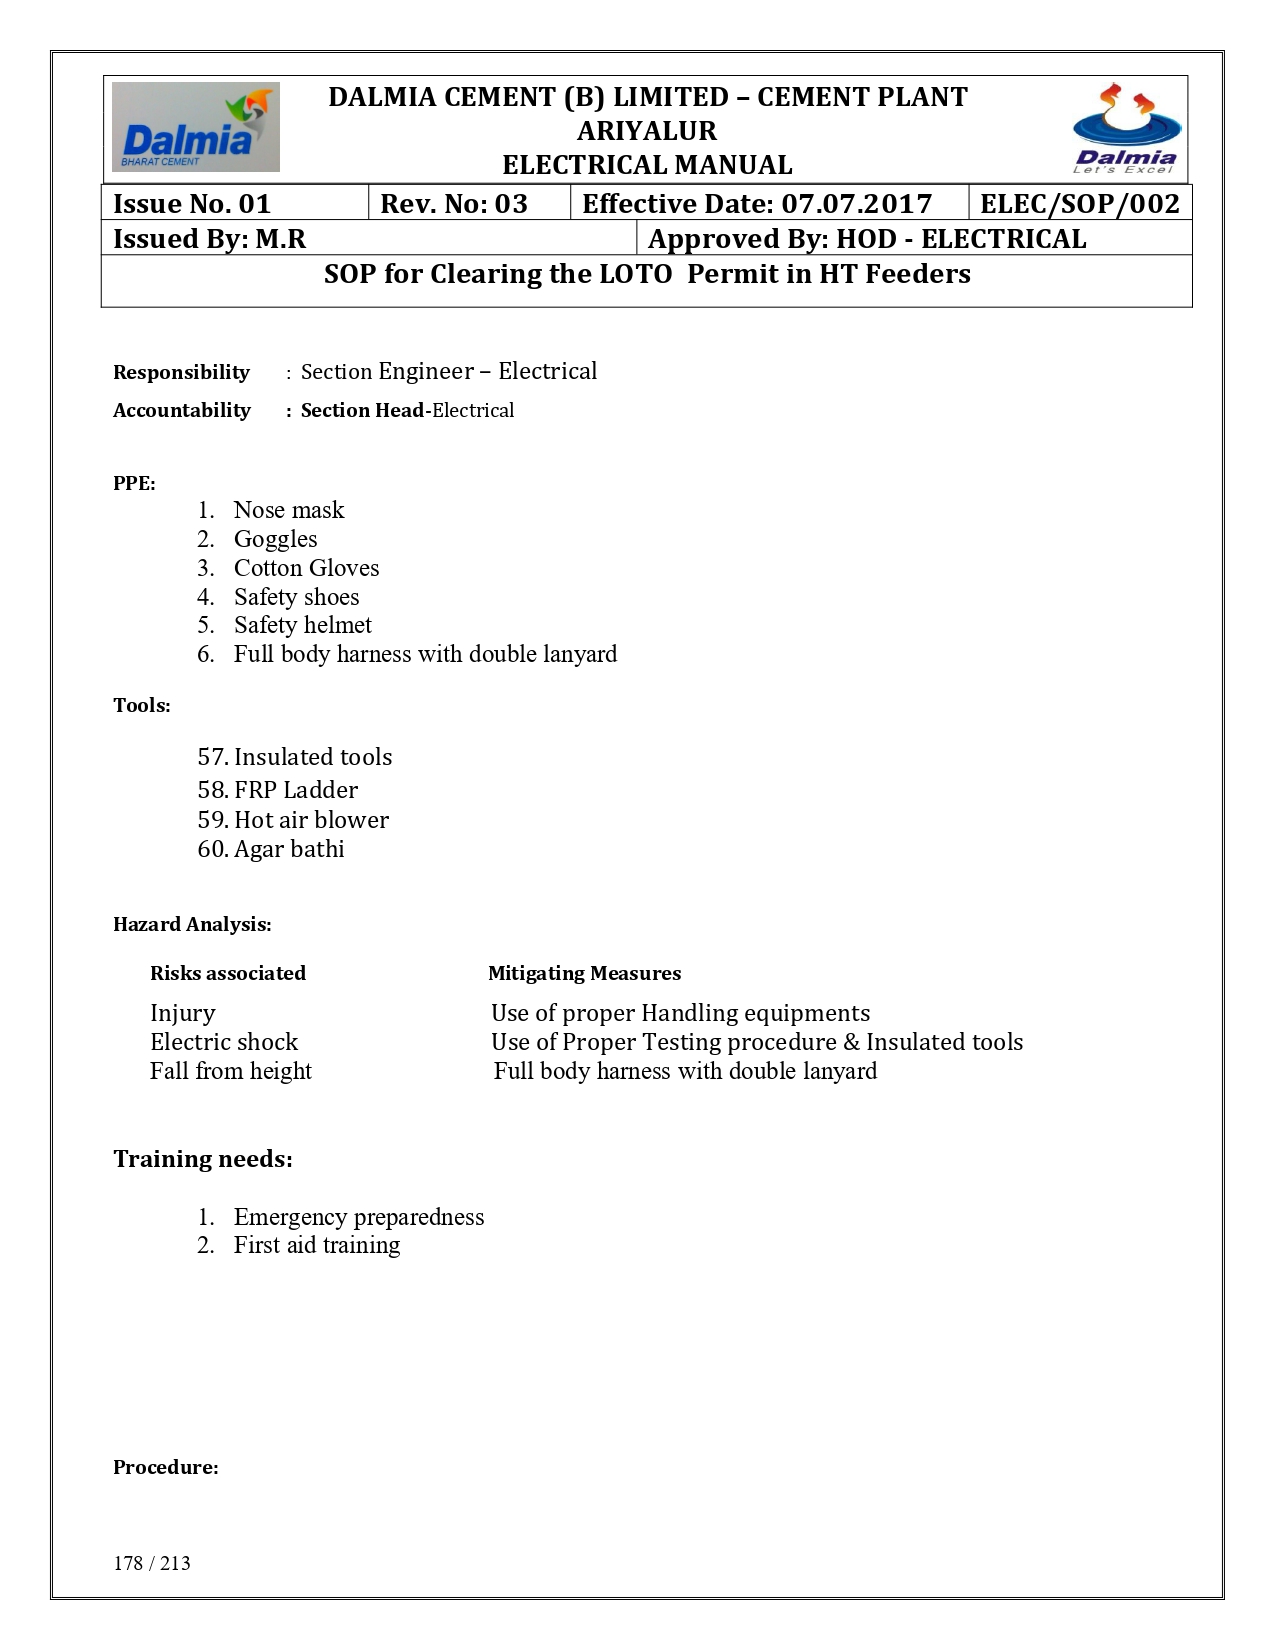 Dalmia
BHARAT CEMENT
DALMIA CEMENT (B) LIMITED – CEMENT PLANT
ARIYALUR
ELECTRICAL MANUAL
Dalmia
Let's Excel
Issue No. 01 Rev. No: 03 Effective Date: 07.07.2017 ELEC/SOP/002
Issued By: M.R Approved By: HOD - ELECTRICAL
SOP for Clearing the LOTO Permit in HT Feeders
Responsibility : Section Engineer – Electrical
Accountability : Section Head-Electrical
PPE:
1. Nose mask
2. Goggles
3. Cotton Gloves
4. Safety shoes
5. Safety helmet
6. Full body harness with double lanyard
Tools:
57. Insulated tools
58. FRP Ladder
59. Hot air blower
60. Agar bathi
Hazard Analysis:
Risks associated Mitigating Measures
Injury Use of proper Handling equipments
Electric shock Use of Proper Testing procedure & Insulated tools
Fall from height Full body harness with double lanyard
Training needs:
1. Emergency preparedness
2. First aid training
Procedure:
178 / 213